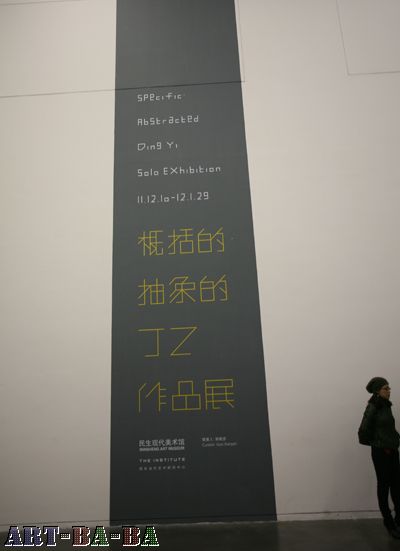 Specific
Abstracted
Ding Yi
Solo EXhibition
11.12.10-12.1.29
概括的
抽象的
丁乙
作品展
民生现代美术馆
MINSHENG ART MUSEUM
THE INSTITUTE
ART-BA-BA